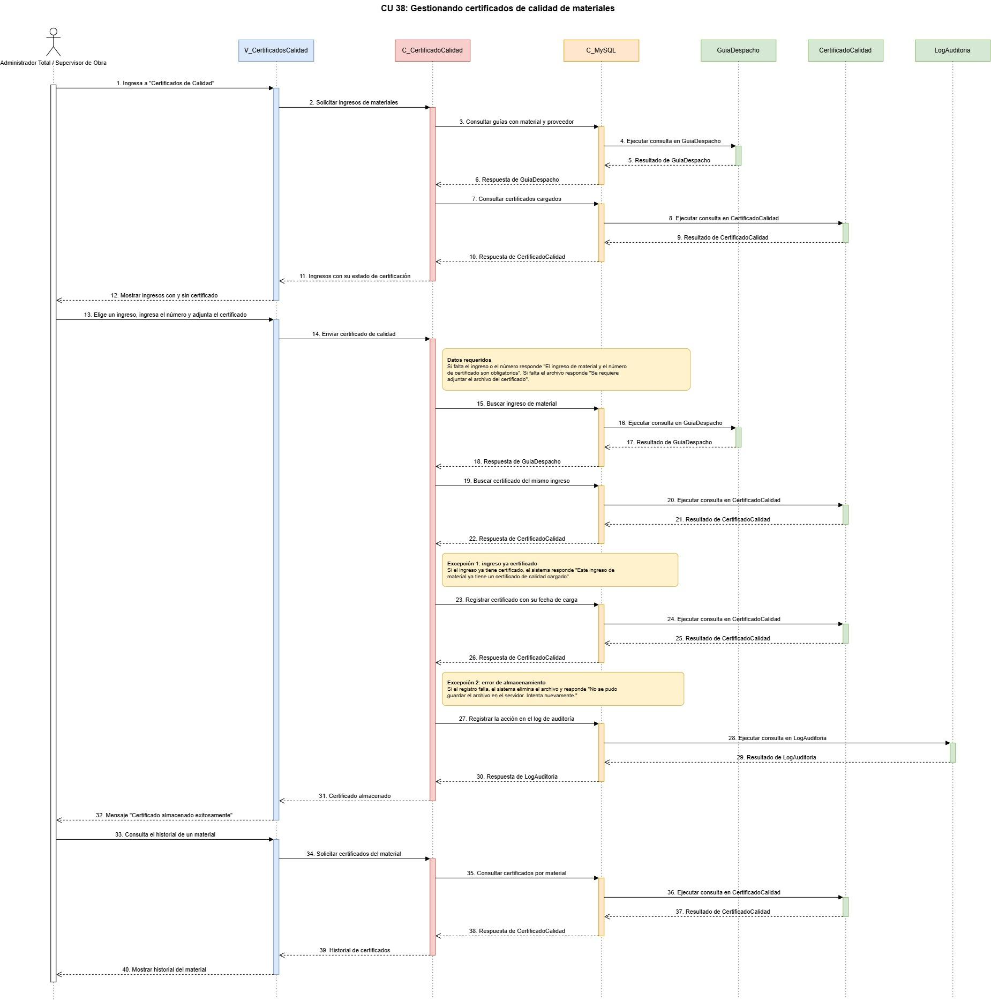 CU 38: Gestionando certificados de calidad de materiales
Administrador Total / Supervisor de Obra
V_CertificadosCalidad
C_CertificadoCalidad
C_MySQL
GuiaDespacho
CertificadoCalidad
LogAuditoria
1. Ingresa a "Certificados de Calidad"
2. Solicitar ingresos de materiales
3. Consultar guías con material y proveedor
4. Ejecutar consulta en GuiaDespacho
5. Resultado de GuiaDespacho
6. Respuesta de GuiaDespacho
7. Consultar certificados cargados
8. Ejecutar consulta en CertificadoCalidad
9. Resultado de CertificadoCalidad
10. Respuesta de CertificadoCalidad
11. Ingresos con su estado de certificación
12. Mostrar ingresos con y sin certificado
13. Elige un ingreso, ingresa el número y adjunta el certificado
14. Enviar certificado de calidad
Datos requeridos
Si falta el ingreso o el número responde "El ingreso de material y el número
de certificado son obligatorios". Si falta el archivo responde "Se requiere
adjuntar el archivo del certificado".
15. Buscar ingreso de material
16. Ejecutar consulta en GuiaDespacho
17. Resultado de GuiaDespacho
18. Respuesta de GuiaDespacho
19. Buscar certificado del mismo ingreso
20. Ejecutar consulta en CertificadoCalidad
21. Resultado de CertificadoCalidad
22. Respuesta de CertificadoCalidad
Excepción 1: ingreso ya certificado
Si el ingreso ya tiene certificado, el sistema responde "Este ingreso de
material ya tiene un certificado de calidad cargado".
23. Registrar certificado con su fecha de carga
24. Ejecutar consulta en CertificadoCalidad
25. Resultado de CertificadoCalidad
26. Respuesta de CertificadoCalidad
Excepción 2: error de almacenamiento
Si el registro falla, el sistema elimina el archivo y responde "No se pudo
guardar el archivo en el servidor. Intenta nuevamente."
27. Registrar la acción en el log de auditoría
28. Ejecutar consulta en LogAuditoria
29. Resultado de LogAuditoria
30. Respuesta de LogAuditoria
31. Certificado almacenado
32. Mensaje "Certificado almacenado exitosamente"
33. Consulta el historial de un material
34. Solicitar certificados del material
35. Consultar certificados por material
36. Ejecutar consulta en CertificadoCalidad
37. Resultado de CertificadoCalidad
38. Respuesta de CertificadoCalidad
39. Historial de certificados
40. Mostrar historial del material